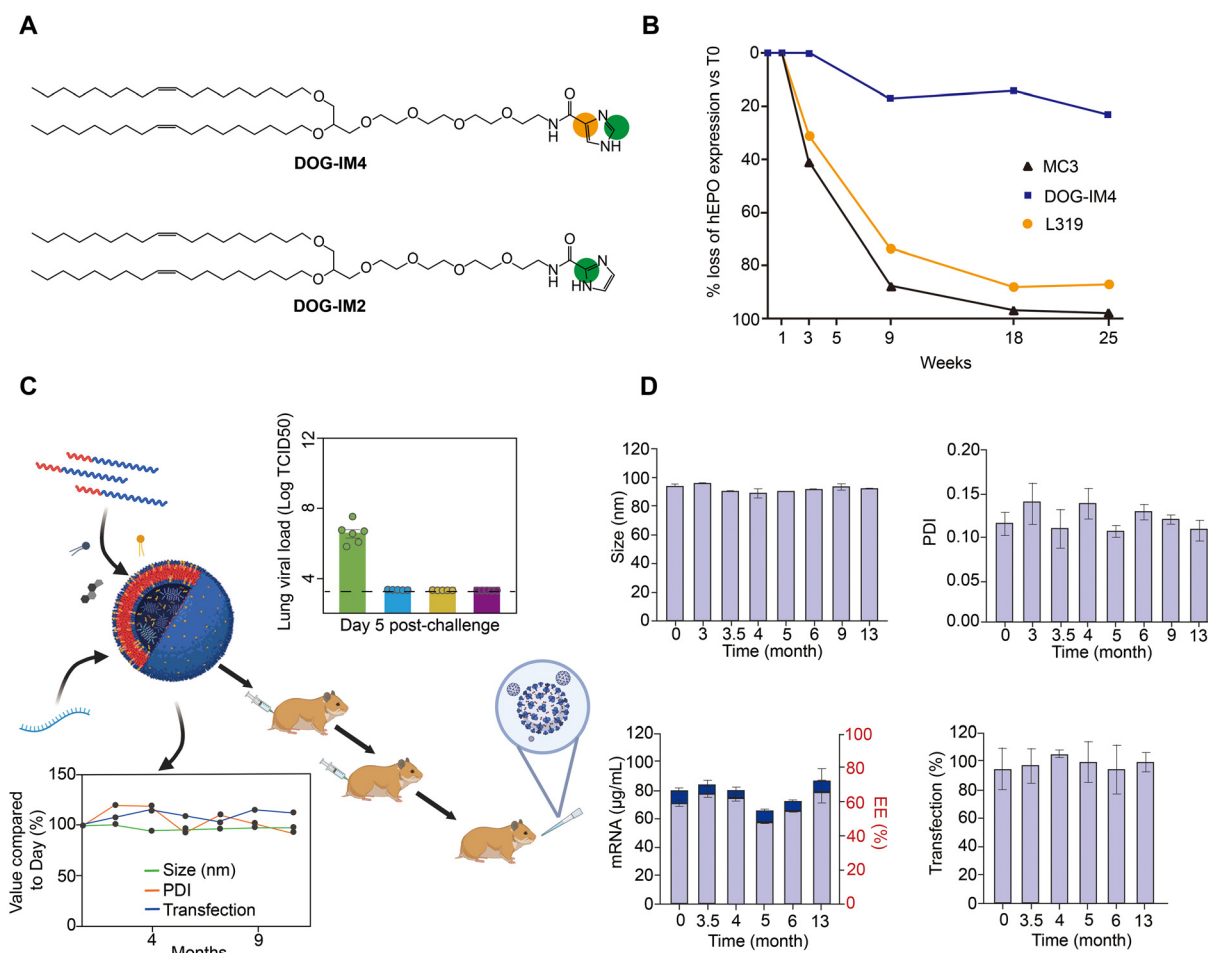 A
O
O
O
O
O
O
N
H
O
N
NH
DOG-IM4
O
O
O
O
O
O
N
H
O
N
HN
DOG-IM2
B
% loss of hEPO expression vs T0
0
20
40
60
80
100
1 3 5 9 18 25
Weeks
MC3
DOG-IM4
L319
C
Lung viral load (Log TCID50)
12
8
4
Day 5 post-challenge
Value compared
to Day (%)
150
100
50
0
Size (nm)
PDI
Transfection
4 9
Months
D
Size (nm)
120
100
80
60
40
20
0
0 3 3.5 4 5 6 9 13
Time (month)
PDI
0.20
0.15
0.10
0.05
0.00
0 3 3.5 4 5 6 9 13
Time (month)
mRNA (µg/mL)
120
100
80
60
40
20
0
0 3.5 4 5 6 13
Time (month)
100
80
60
40
20
0
EE (%)
Transfection (%)
120
100
80
60
40
20
0
0 3.5 4 5 6 13
Time (month)